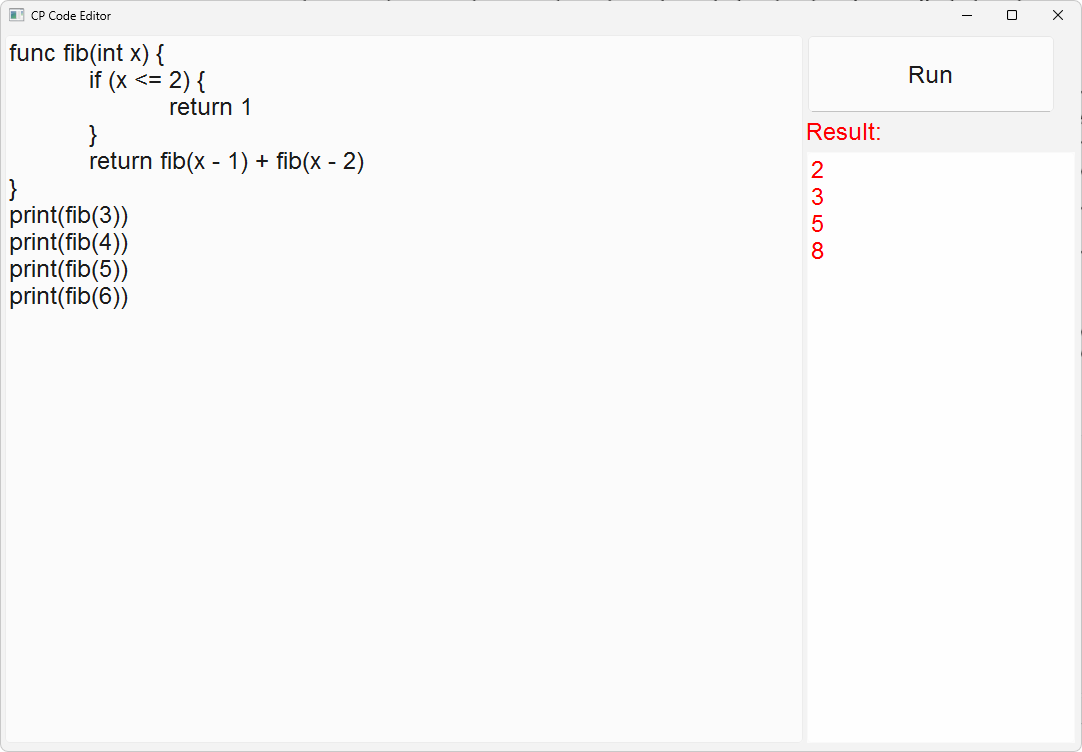 CP Code Editor
func fib(int x) {
	if (x <= 2) {
		return 1
	}
	return fib(x - 1) + fib(x - 2)
}
print(fib(3))
print(fib(4))
print(fib(5))
print(fib(6))
Run
Result:
2
3
5
8